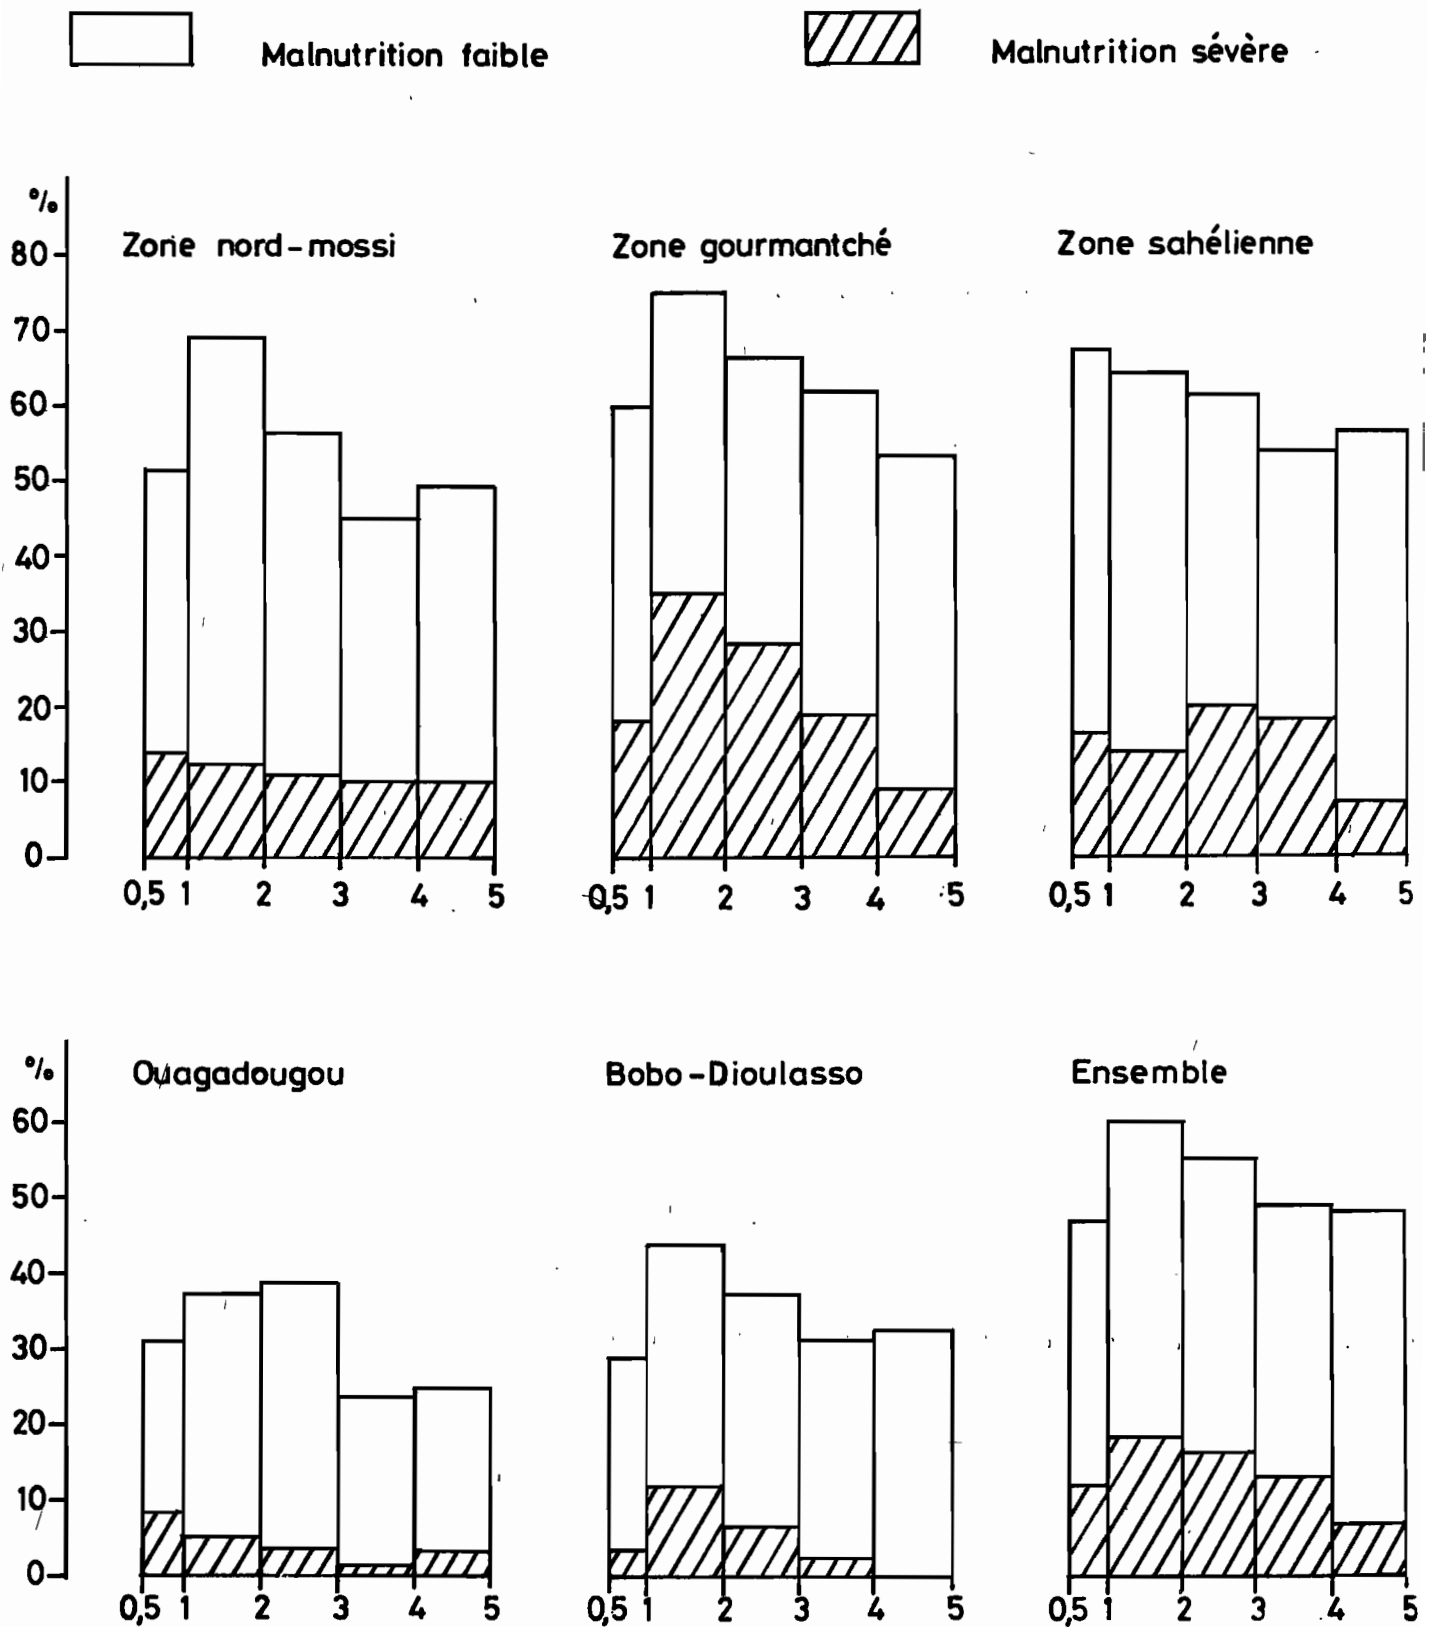 Malnutrition faible
Malnutrition sévère
%
80
70
60
50
40
30
20
10
0
Zone nord-mossi
0,5 1 2 3 4 5
Zone gourmantché
0,5 1 2 3 4 5
Zone sahélienne
0,5 1 2 3 4 5
%
60
50
40
30
20
10
0
Ouagadougou
0,5 1 2 3 4 5
Bobo-Dioulasso
0,5 1 2 3 4 5
Ensemble
0,5 1 2 3 4 5